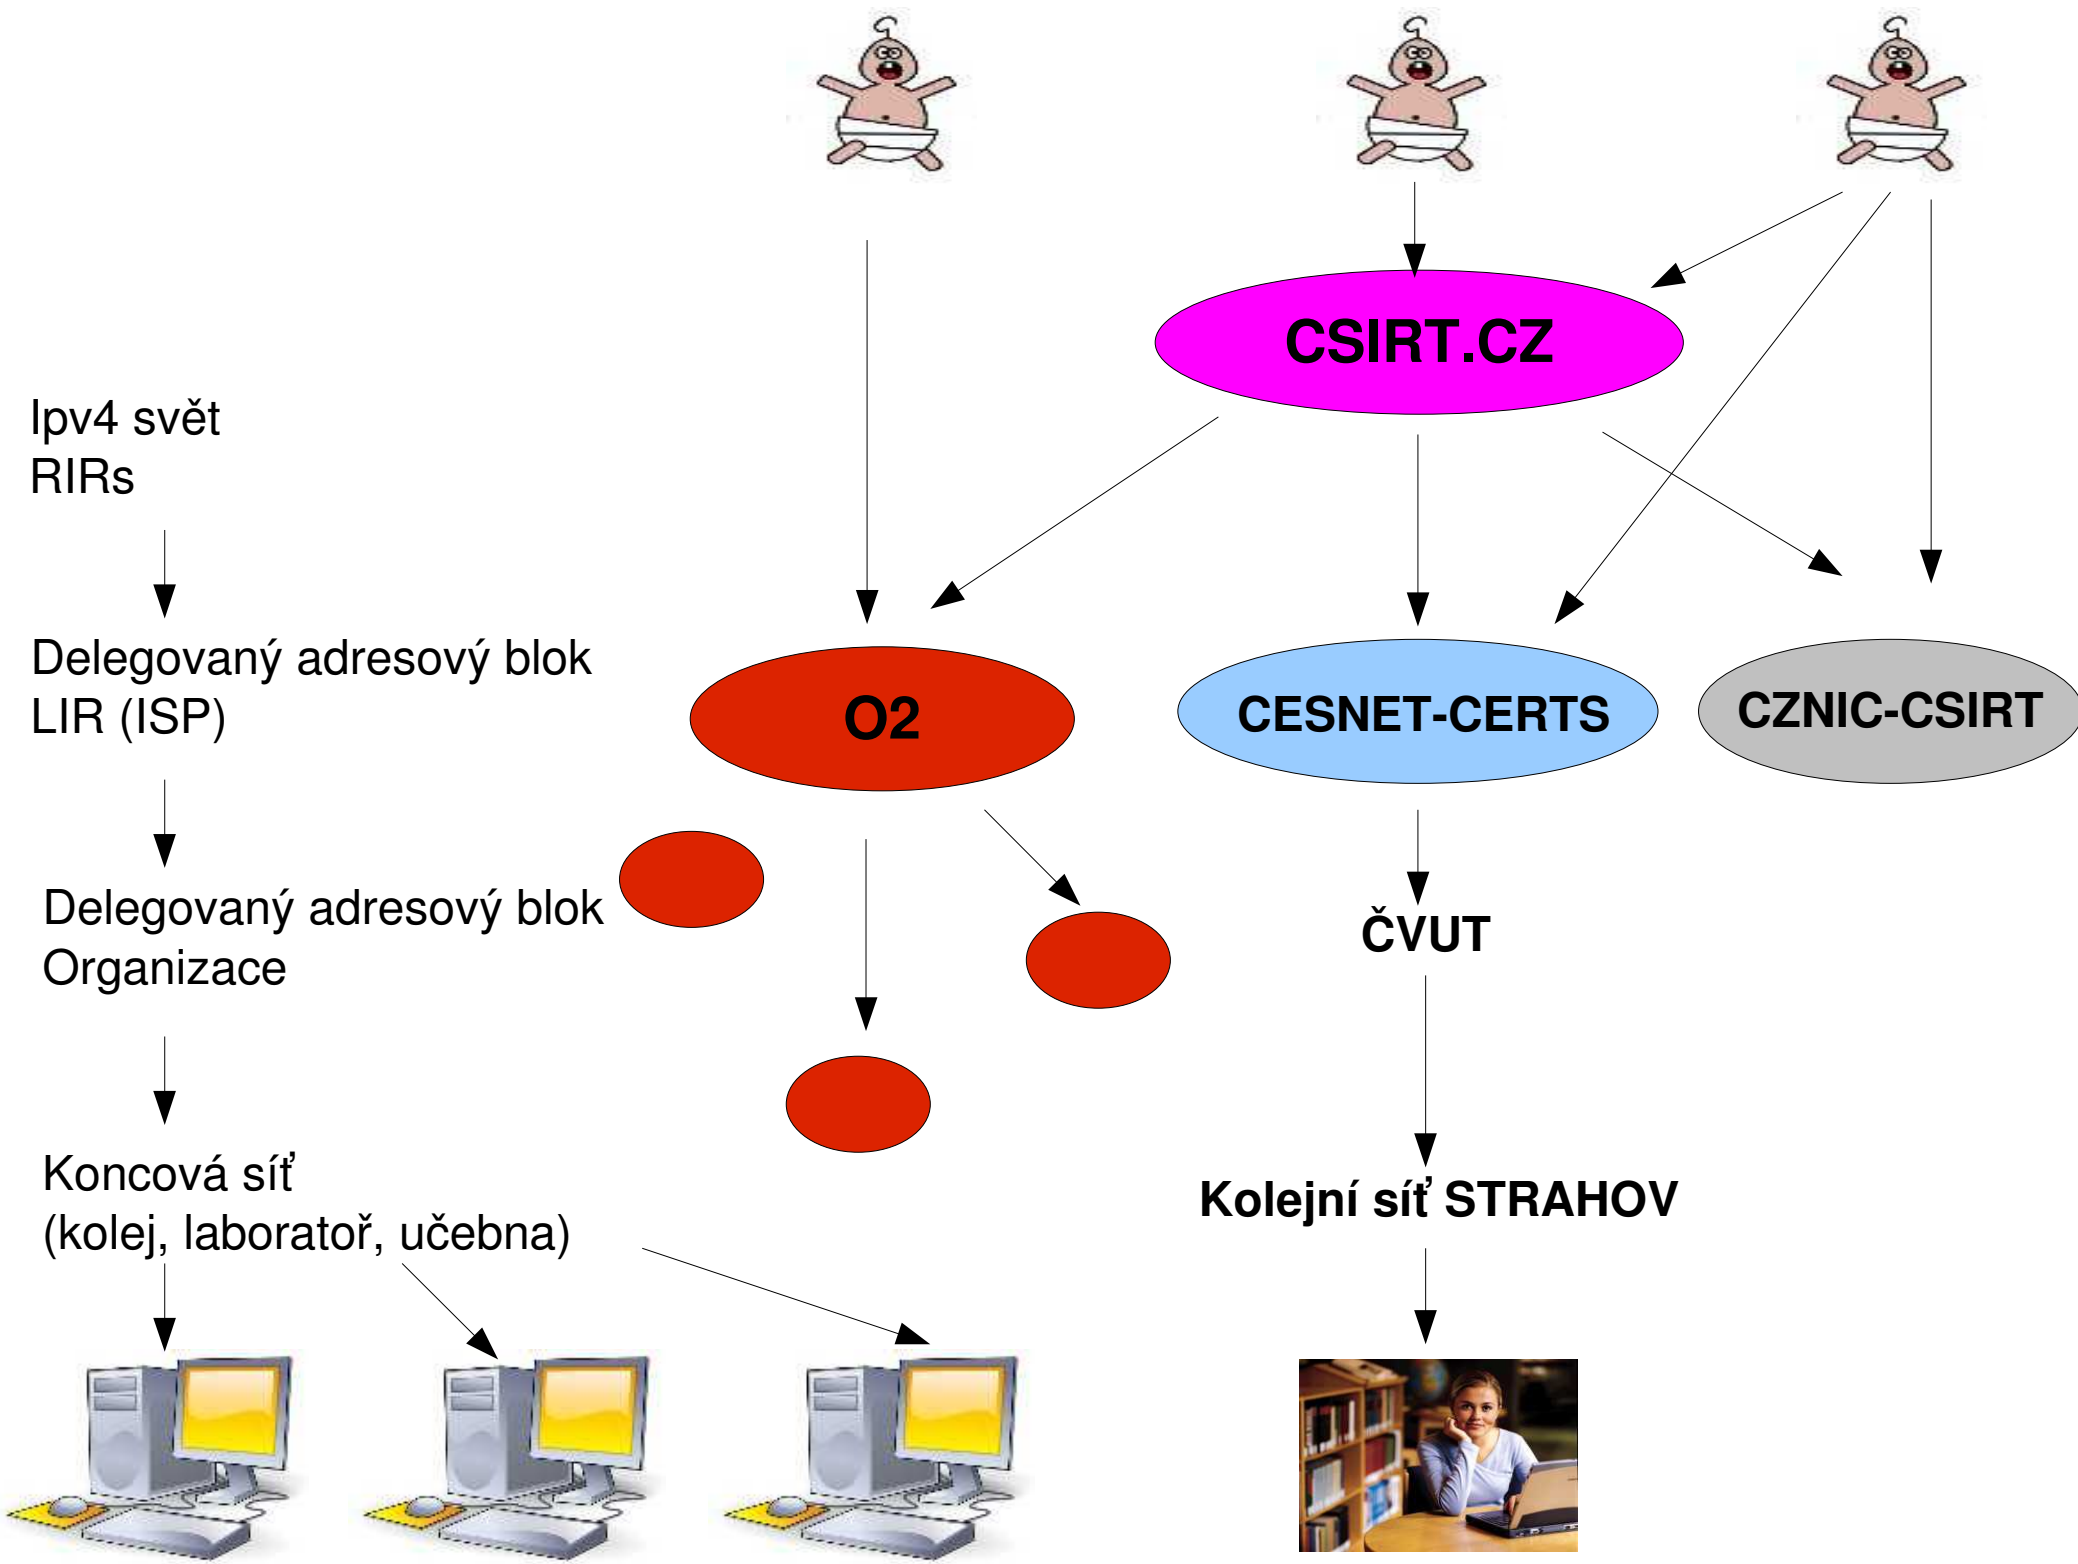 CSIRT.CZ
Ipv4 svět
RIRs
Delegovaný adresový blok
LIR (ISP)
O2
CESNET-CERTS
CZNIC-CSIRT
Delegovaný adresový blok
Organizace
ČVUT
Koncová síť
(kolej, laboratoř, učebna)
Kolejní síť STRAHOV